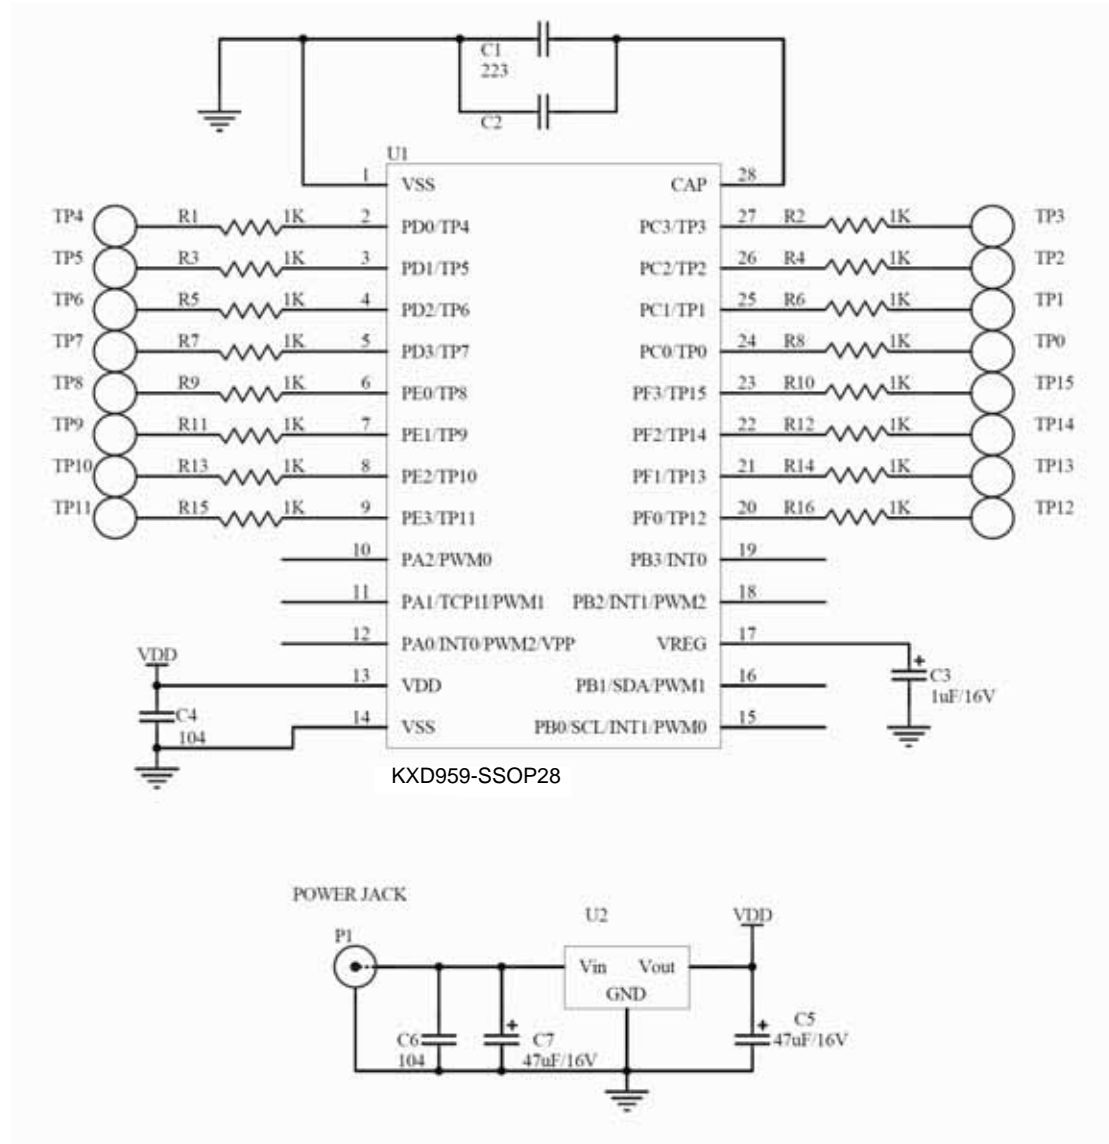 C1
223
C2
U1
1 VSS CAP 28
TP4 R1 1K 2 PD0/TP4 PC3/TP3 27 R2 1K TP3
TP5 R3 1K 3 PD1/TP5 PC2/TP2 26 R4 1K TP2
TP6 R5 1K 4 PD2/TP6 PC1/TP1 25 R6 1K TP1
TP7 R7 1K 5 PD3/TP7 PC0/TP0 24 R8 1K TP0
TP8 R9 1K 6 PE0/TP8 PF3/TP15 23 R10 1K TP15
TP9 R11 1K 7 PE1/TP9 PF2/TP14 22 R12 1K TP14
TP10 R13 1K 8 PE2/TP10 PF1/TP13 21 R14 1K TP13
TP11 R15 1K 9 PE3/TP11 PF0/TP12 20 R16 1K TP12
10 PA2/PWM0 PB3/INT0 19
11 PA1/TCP1I/PWM1 PB2/INT1/PWM2 18
12 PA0/INT0/PWM2/VPP VREG 17
VDD
13 VDD PB1/SDA/PWM1 16
+ C3
1uF/16V
C4
104
14 VSS PB0/SCL/INT1/PWM0 15
KXD959-SSOP28
POWER JACK
P1
U2
VDD
Vin Vout
GND
C6
104
+ C7
47uF/16V
+ C5
47uF/16V